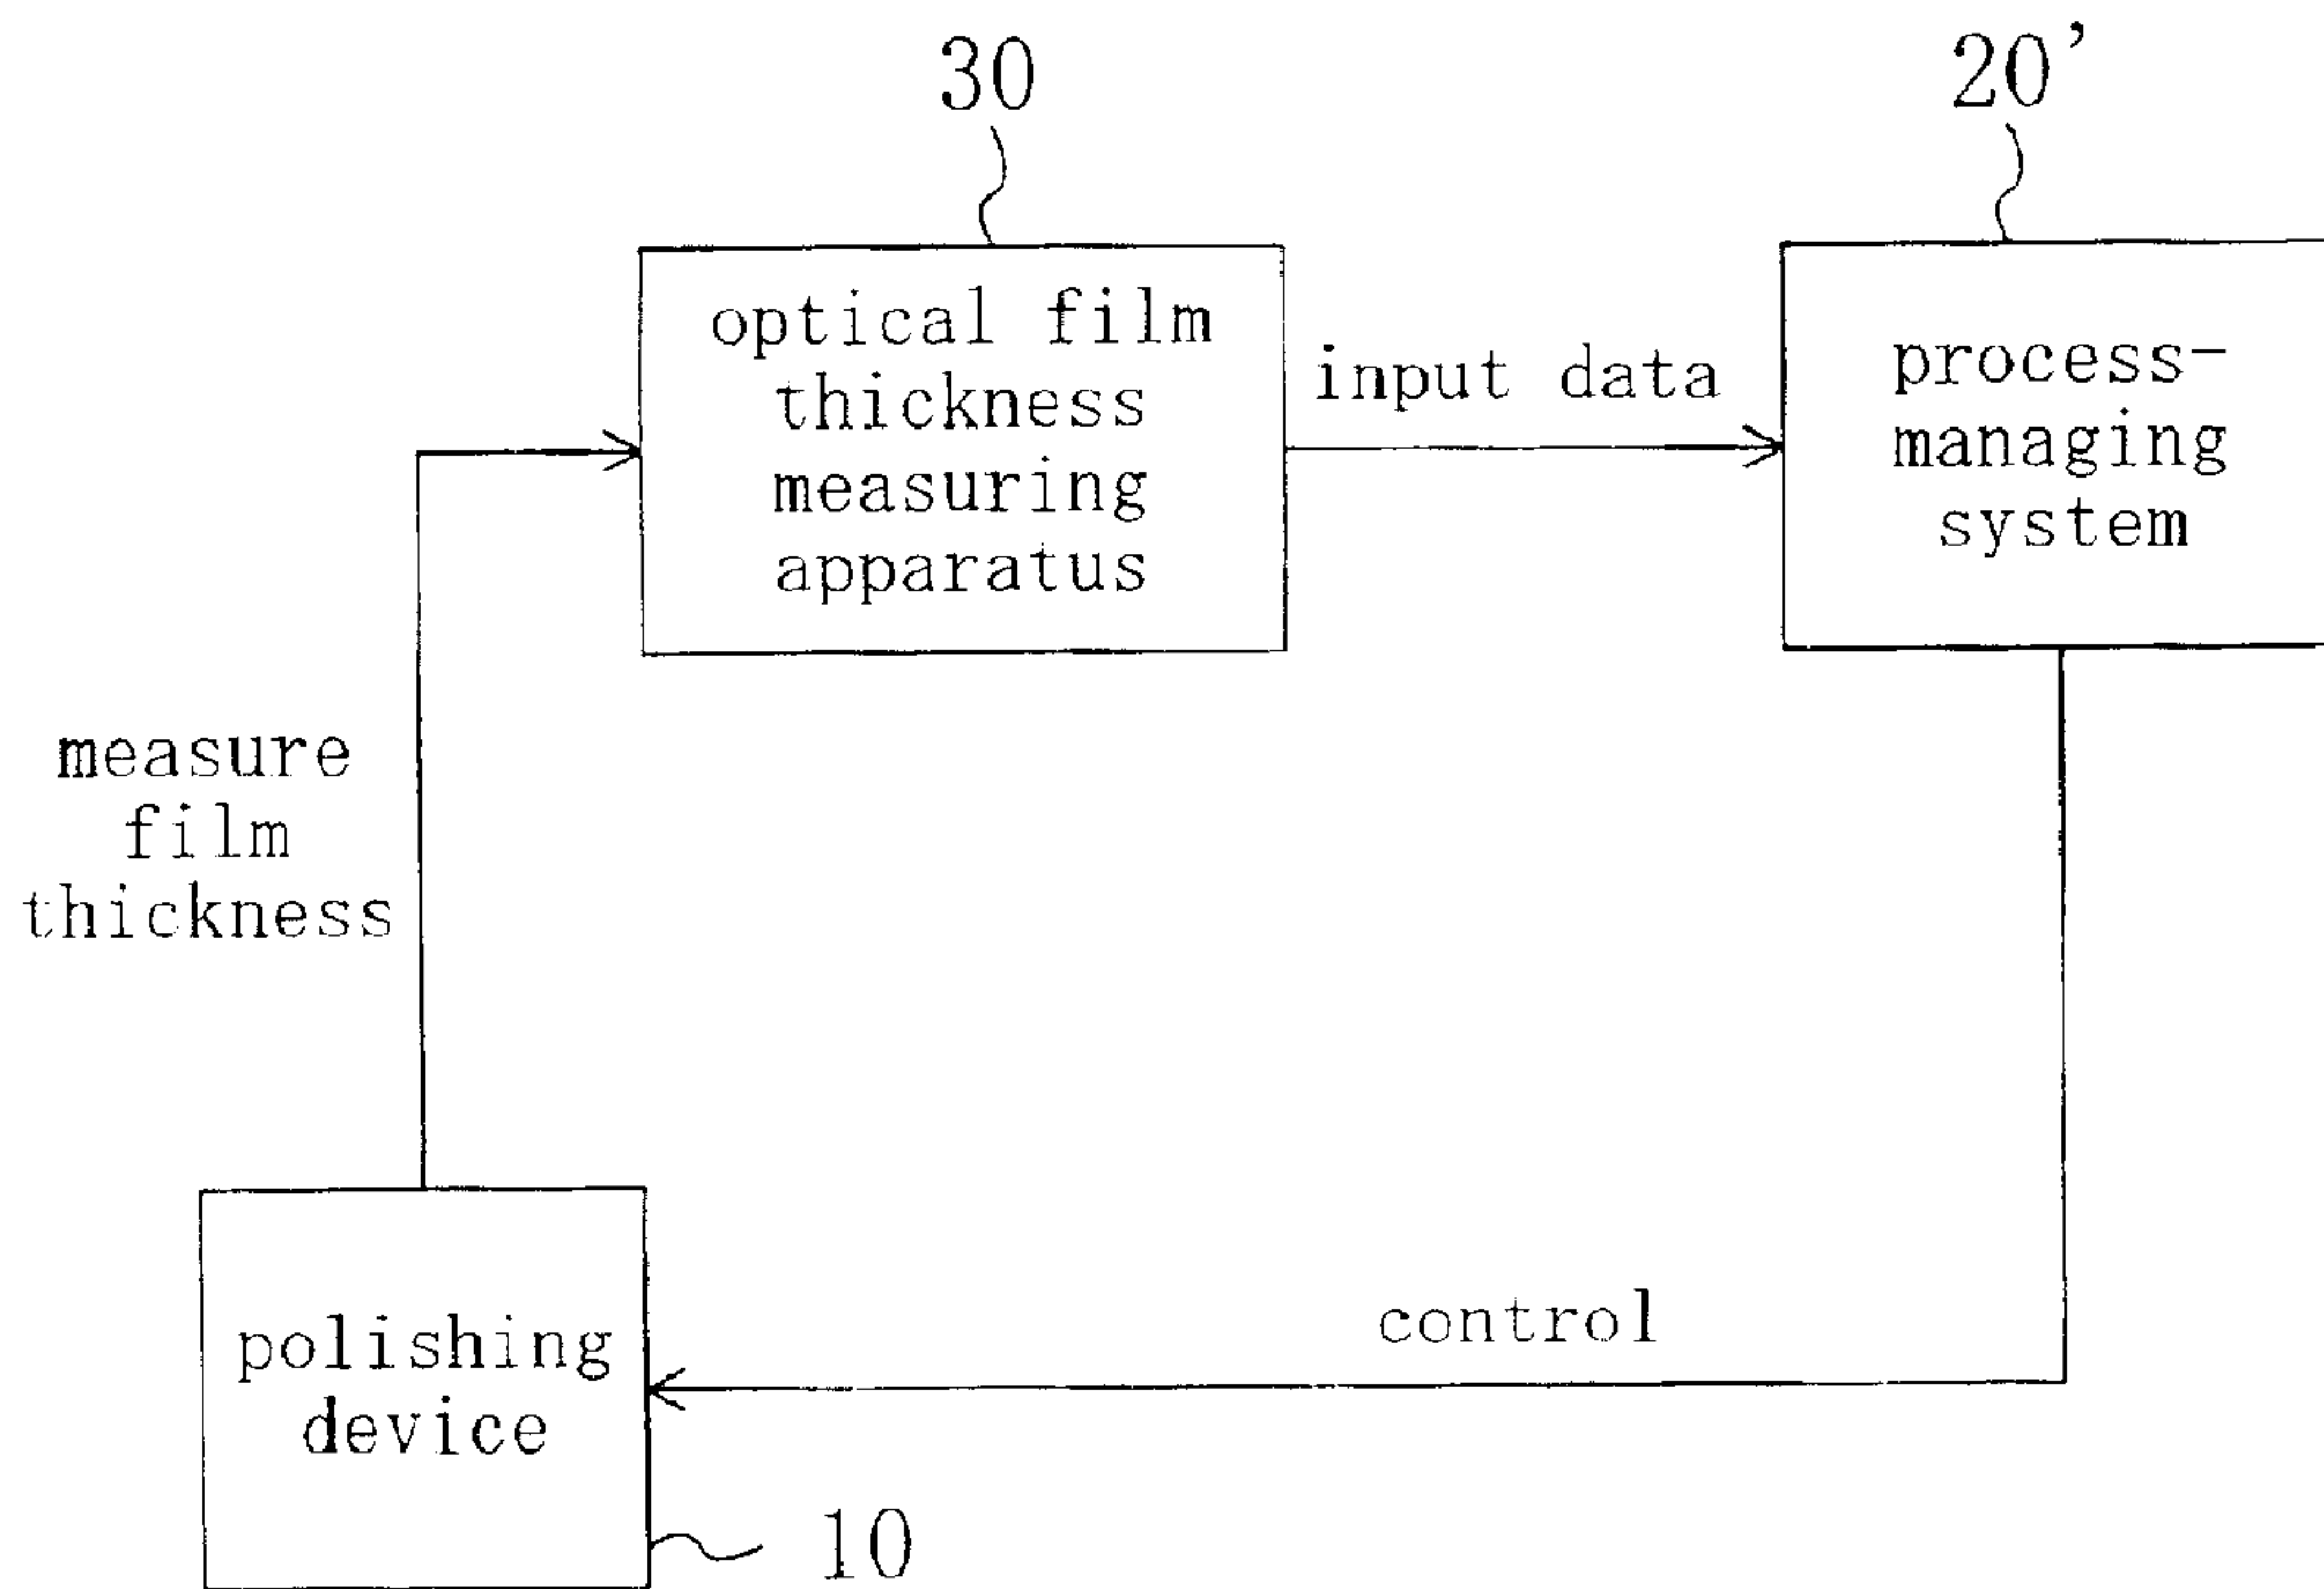 30
20'
optical film
thickness
measuring
apparatus
input data
process-
managing
system
measure
film
thickness
control
polishing
device
10